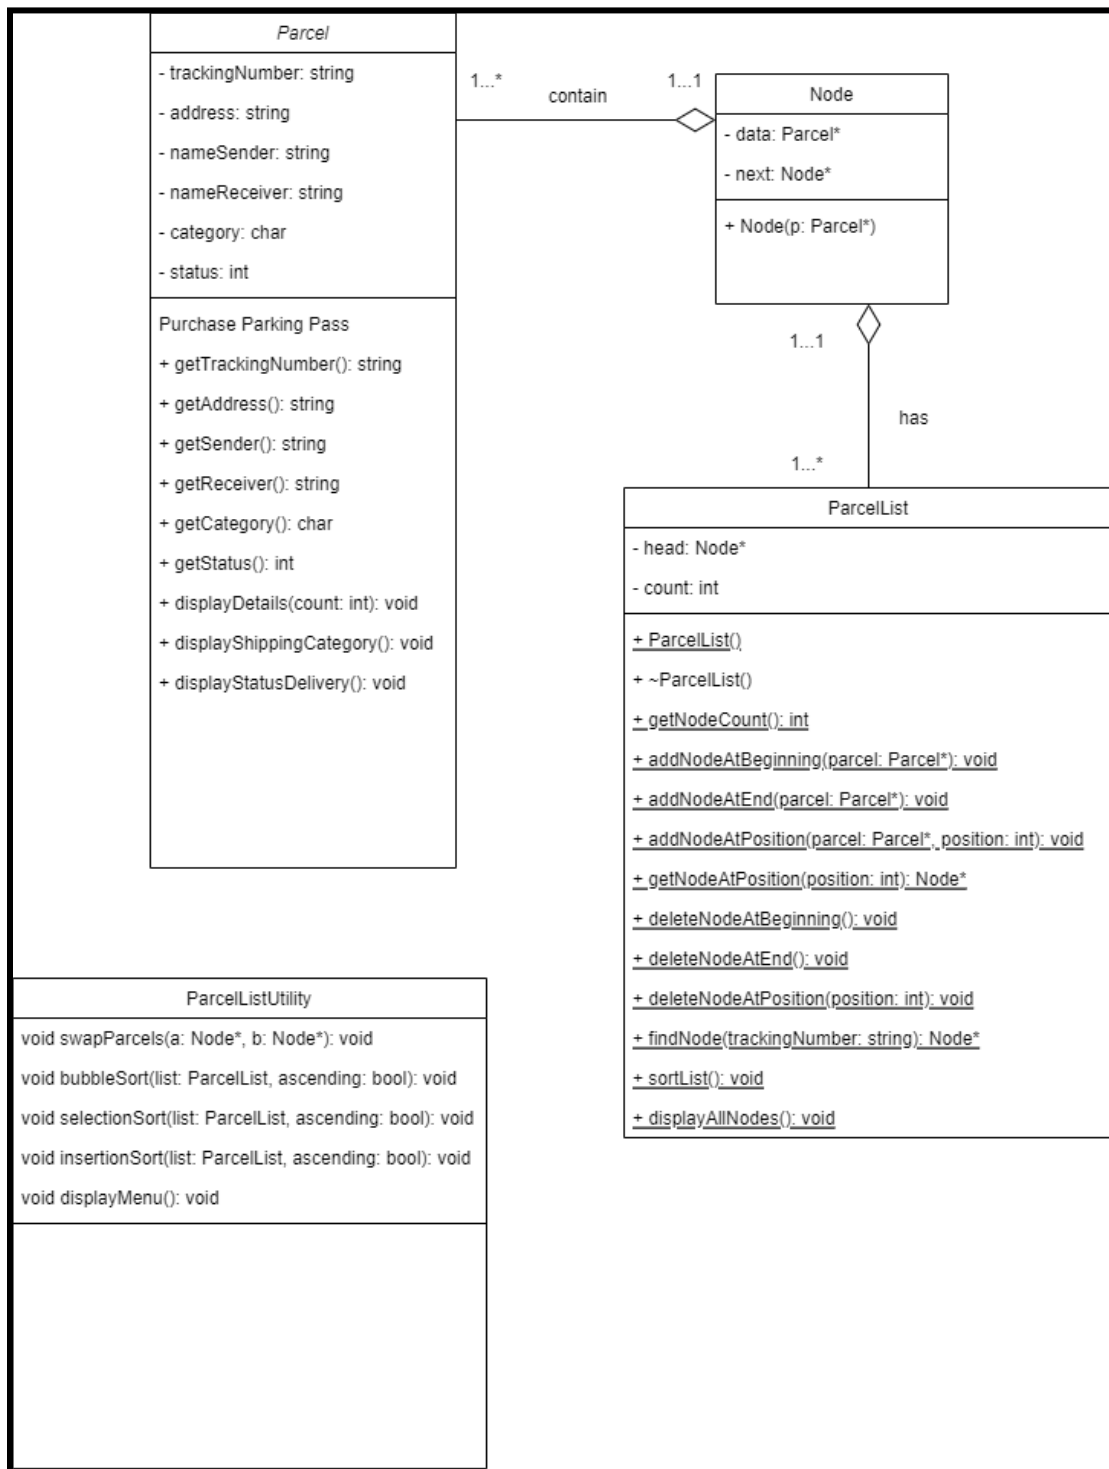 Parcel
- trackingNumber: string
- address: string
- nameSender: string
- nameReceiver: string
- category: char
- status: int
Purchase Parking Pass
+ getTrackingNumber(): string
+ getAddress(): string
+ getSender(): string
+ getReceiver(): string
+ getCategory(): char
+ getStatus(): int
+ displayDetails(count: int): void
+ displayShippingCategory(): void
+ displayStatusDelivery(): void
1...*
contain
1...1
Node
- data: Parcel*
- next: Node*
+ Node(p: Parcel*)
1...1
has
1...*
ParcelList
- head: Node*
- count: int
+ ParcelList()
+ ~ParcelList()
+ getNodeCount(): int
+ addNodeAtBeginning(parcel: Parcel*): void
+ addNodeAtEnd(parcel: Parcel*): void
+ addNodeAtPosition(parcel: Parcel*, position: int): void
+ getNodeAtPosition(position: int): Node*
+ deleteNodeAtBeginning(): void
+ deleteNodeAtEnd(): void
+ deleteNodeAtPosition(position: int): void
+ findNode(trackingNumber: string): Node*
+ sortList(): void
+ displayAllNodes(): void
ParcelListUtility
void swapParcels(a: Node*, b: Node*): void
void bubbleSort(list: ParcelList, ascending: bool): void
void selectionSort(list: ParcelList, ascending: bool): void
void insertionSort(list: ParcelList, ascending: bool): void
void displayMenu(): void